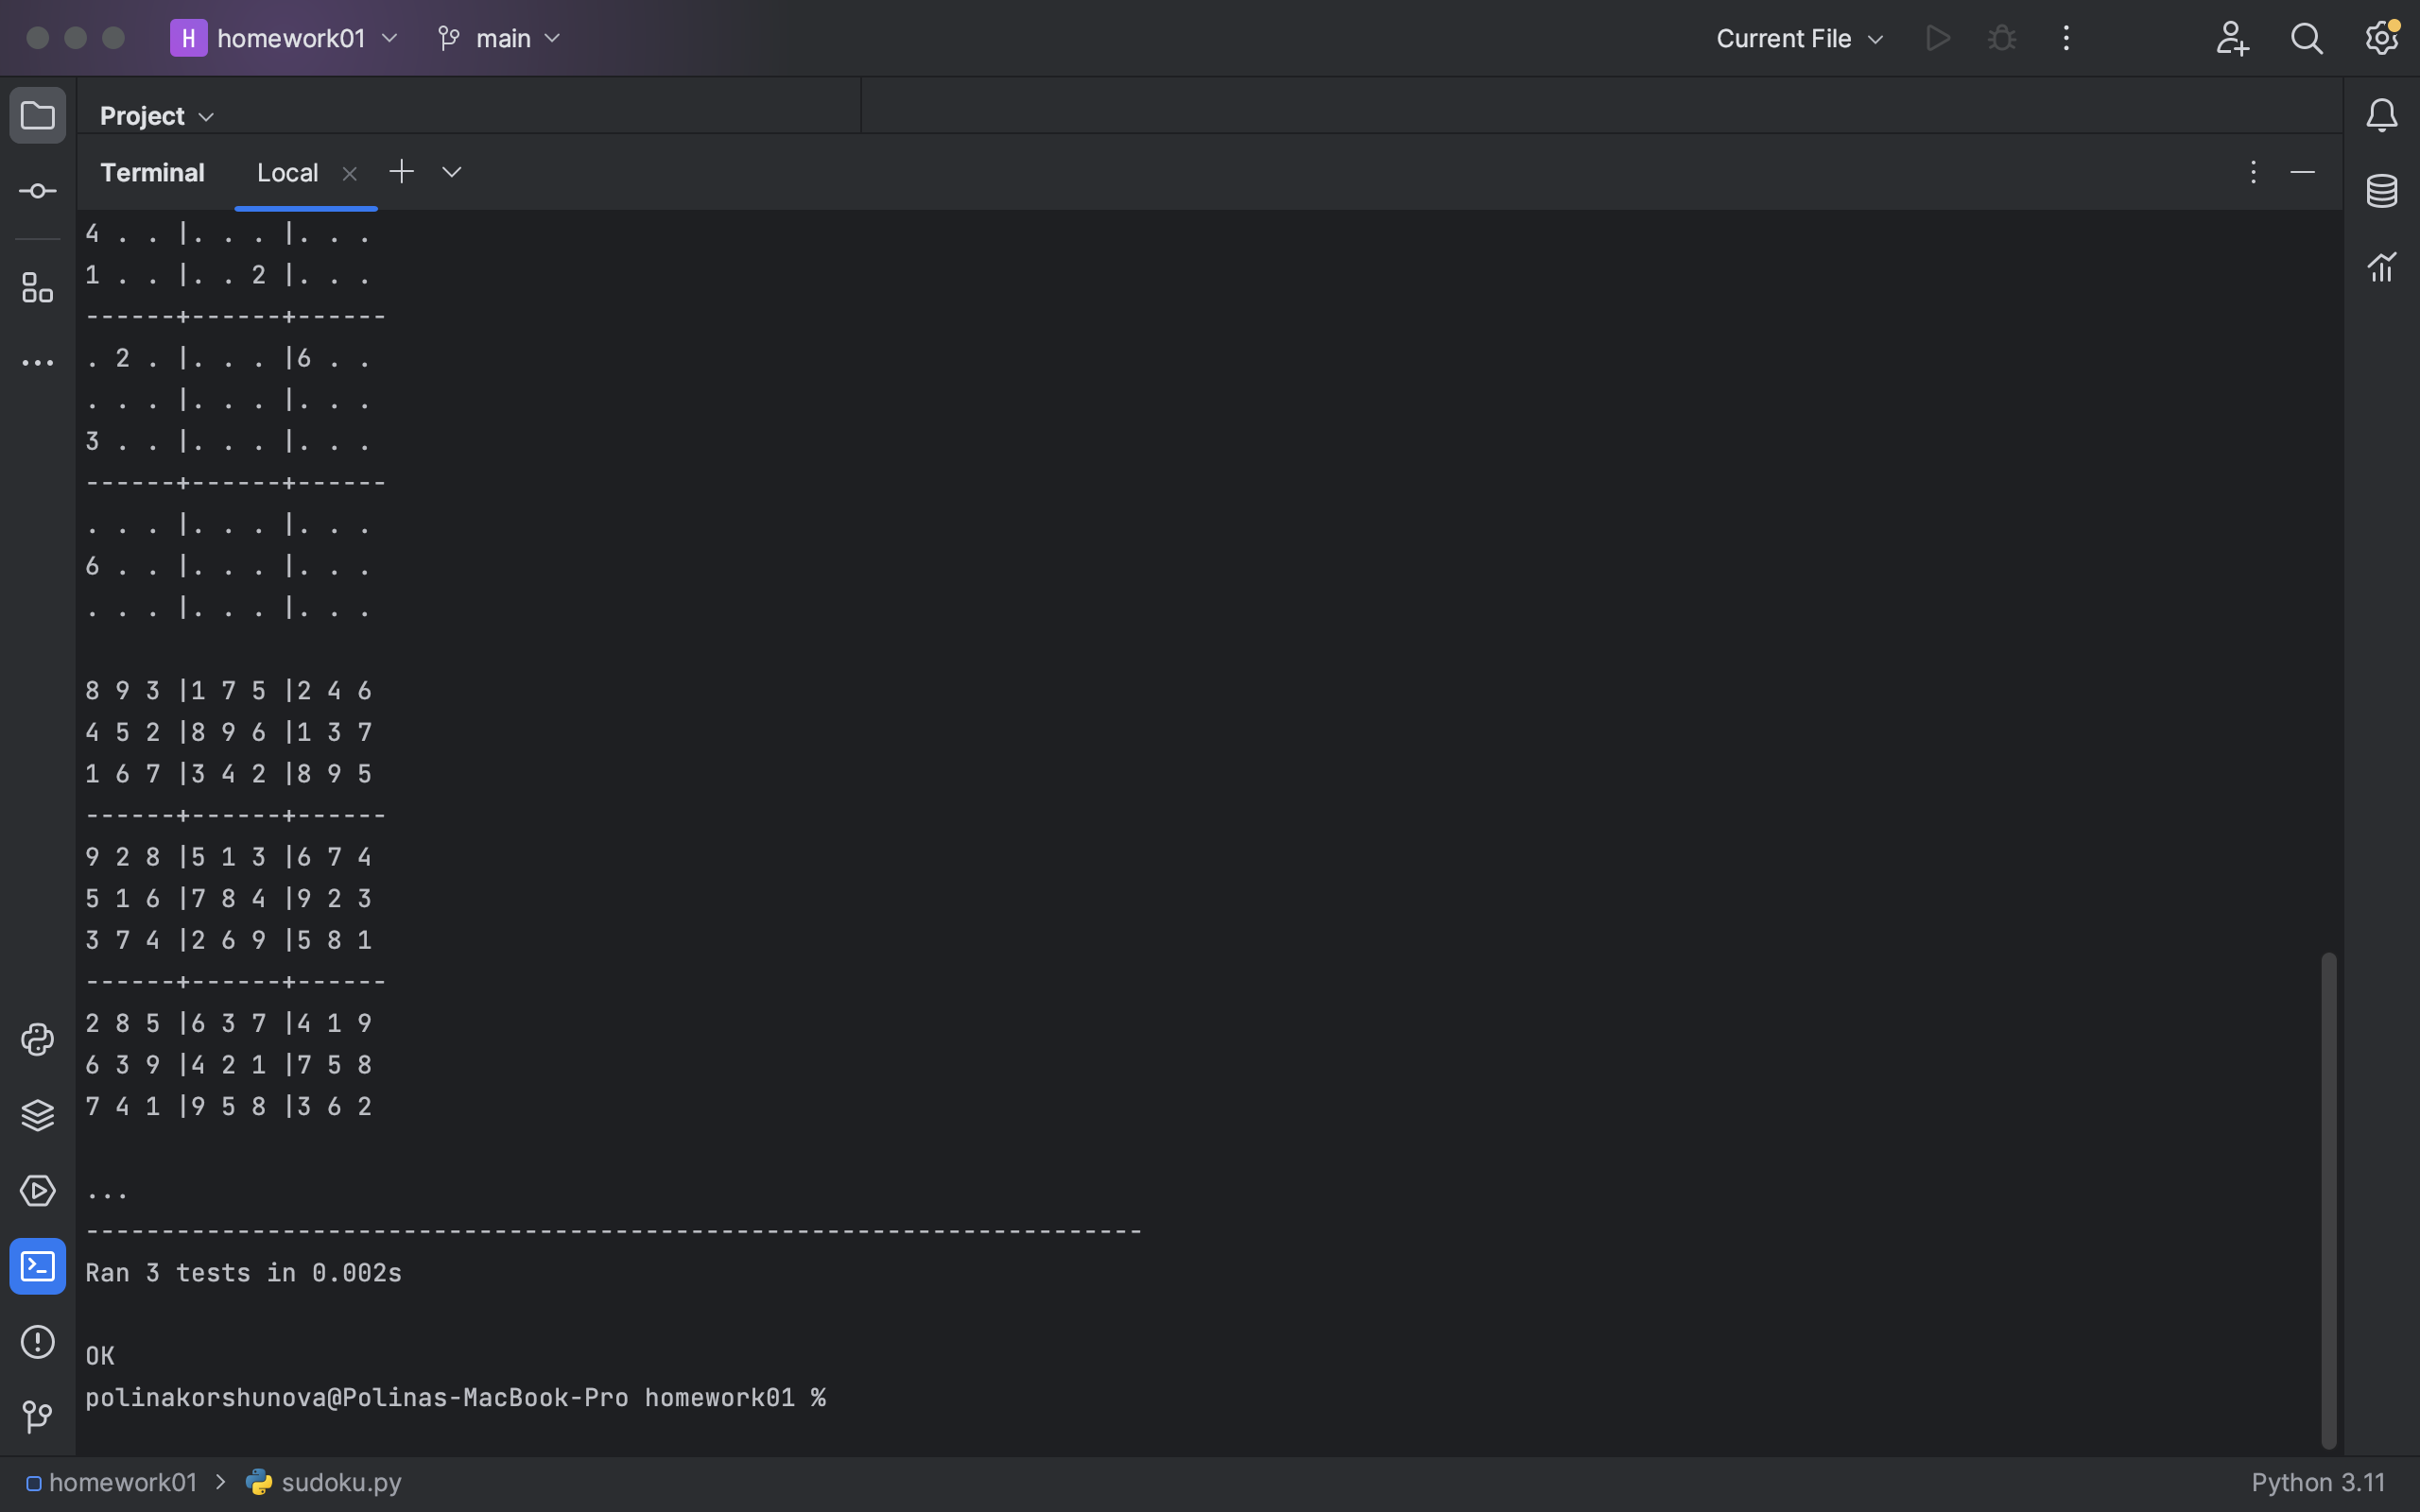 H homework01 main Current File
Project
Terminal Local
4 . . |. . . |. . .
1 . . |. . 2 |. . .
------+------+------
. 2 . |. . . |6 . .
. . . |. . . |. . .
3 . . |. . . |. . .
------+------+------
. . . |. . . |. . .
6 . . |. . . |. . .
. . . |. . . |. . .
8 9 3 |1 7 5 |2 4 6
4 5 2 |8 9 6 |1 3 7
1 6 7 |3 4 2 |8 9 5
------+------+------
9 2 8 |5 1 3 |6 7 4
5 1 6 |7 8 4 |9 2 3
3 7 4 |2 6 9 |5 8 1
------+------+------
2 8 5 |6 3 7 |4 1 9
6 3 9 |4 2 1 |7 5 8
7 4 1 |9 5 8 |3 6 2
...
----------------------------------------------------------------------
Ran 3 tests in 0.002s
OK
polinakorshunova@Polinas-MacBook-Pro homework01 %
homework01 > sudoku.py Python 3.11